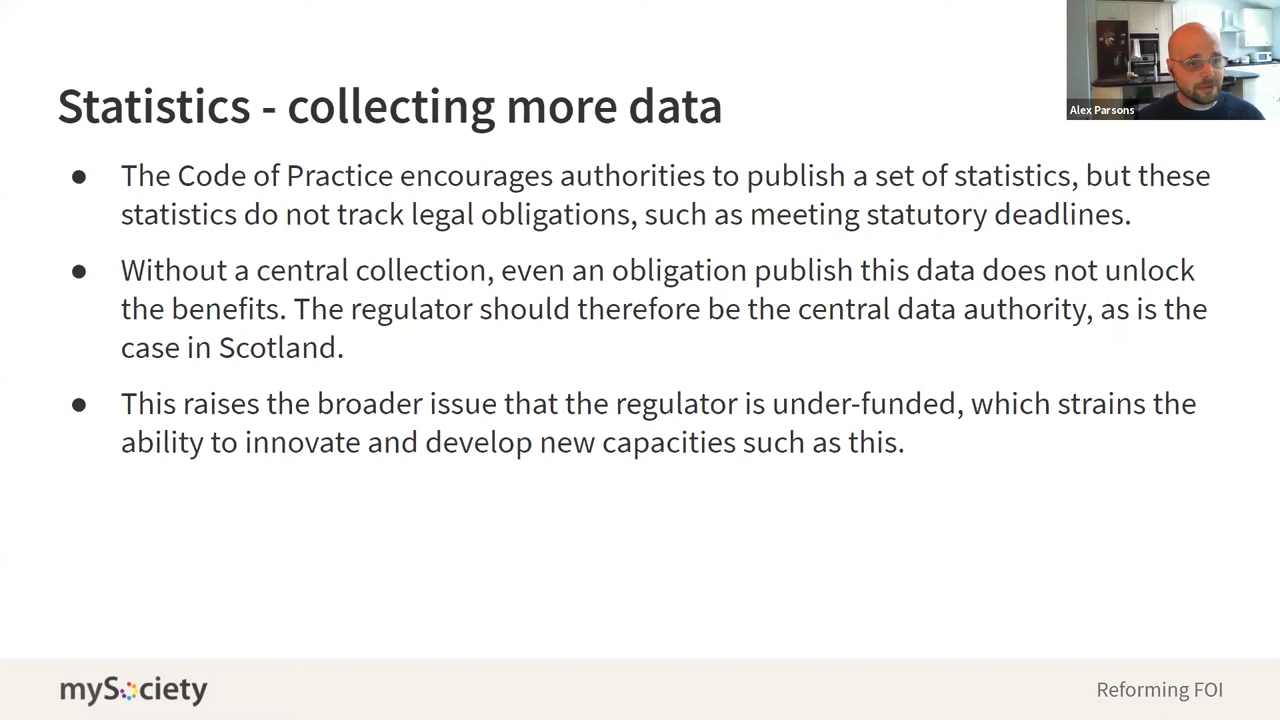 Statistics - collecting more data
Alex Parsons
● The Code of Practice encourages authorities to publish a set of statistics, but these
statistics do not track legal obligations, such as meeting statutory deadlines.
● Without a central collection, even an obligation publish this data does not unlock
the benefits. The regulator should therefore be the central data authority, as is the
case in Scotland.
● This raises the broader issue that the regulator is under-funded, which strains the
ability to innovate and develop new capacities such as this.
mySociety
Reforming FOI